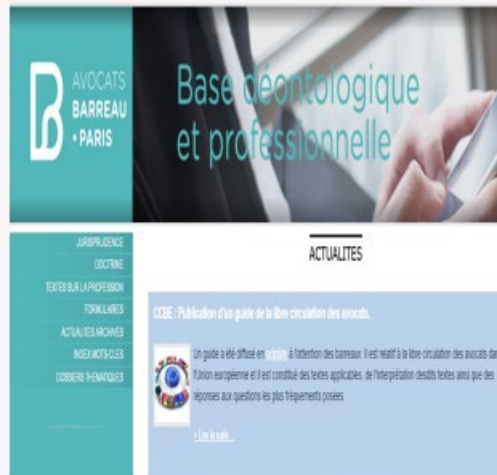 AVOCATS
BARREAU
• PARIS
Base déontologique
et professionnelle
JURISPRUDENCE
DOCTRINE
TEXTES SUR LA PROFESSION
FORMULAIRES
ACTUALITES ARCHIVES
INDEX MOTS-CLES
DOSSIERS THEMATIQUES
ACTUALITES
CCBE : Publication d'un guide de la libre circulation des avocats.
Un guide a été diffusé en à l'attention des barreaux. Il est relatif à la libre circulation des avocats dan
l'Union européenne et il est constitué des textes applicables, de l'interprétation desdits textes ainsi que des
réponses aux questions les plus fréquemment posées.
> Lire la suite...